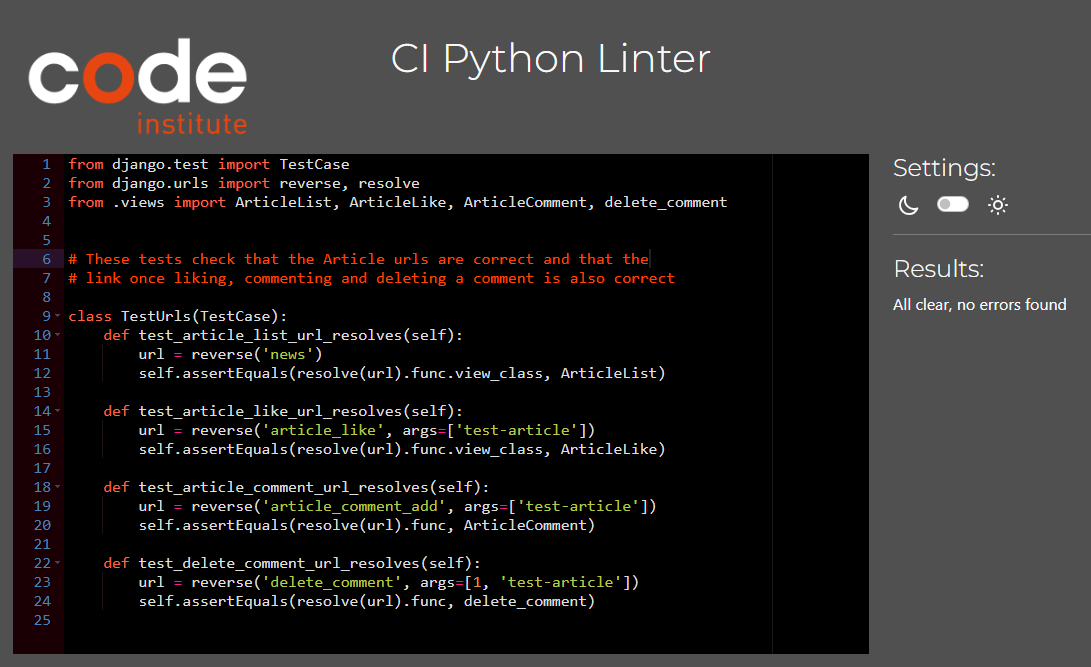 code
institute
CI Python Linter
1 from django.test import TestCase
2 from django.urls import reverse, resolve
3 from .views import ArticleList, ArticleLike, ArticleComment, delete_comment
4
5
6 # These tests check that the Article urls are correct and that the
7 # link once liking, commenting and deleting a comment is also correct
8
9 class TestUrls(TestCase):
10     def test_article_list_url_resolves(self):
11         url = reverse('news')
12         self.assertEquals(resolve(url).func.view_class, ArticleList)
13
14     def test_article_like_url_resolves(self):
15         url = reverse('article_like', args=['test-article'])
16         self.assertEquals(resolve(url).func.view_class, ArticleLike)
17
18     def test_article_comment_url_resolves(self):
19         url = reverse('article_comment_add', args=['test-article'])
20         self.assertEquals(resolve(url).func, ArticleComment)
21
22     def test_delete_comment_url_resolves(self):
23         url = reverse('delete_comment', args=[1, 'test-article'])
24         self.assertEquals(resolve(url).func, delete_comment)
25
Settings:
Results:
All clear, no errors found